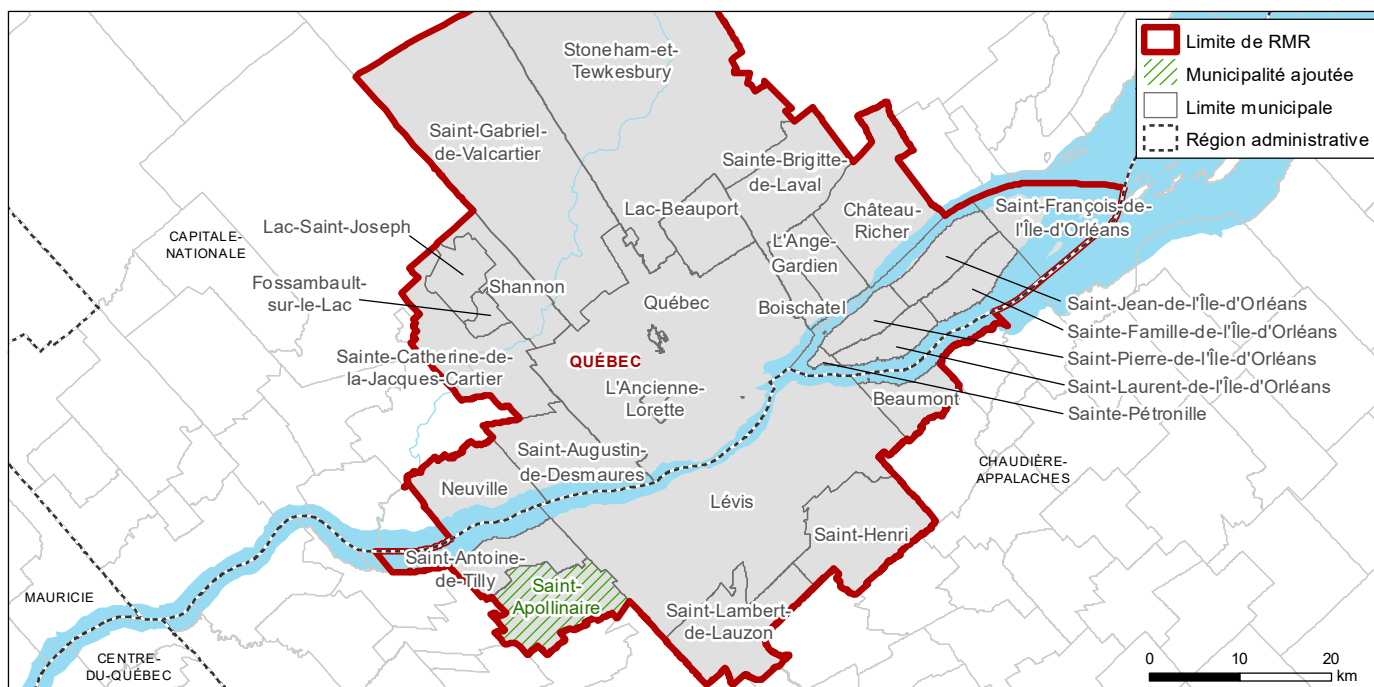 Stoneham-et-
Tewkesbury
Limite de RMR
Municipalité ajoutée
Limite municipale
Région administrative
Saint-Gabriel-
de-Valcartier
Sainte-Brigitte-
de-Laval
Lac-Beauport
Château-
Richer
Saint-François-de-
l'Île-d'Orléans
CAPITALE-
NATIONALE
Lac-Saint-Joseph
L'Ange-
Gardien
Fossambault-
sur-le-Lac
Shannon
Québec
Boischatel
Saint-Jean-de-l'Île-d'Orléans
Sainte-Famille-de-l'Île-d'Orléans
Saint-Pierre-de-l'Île-d'Orléans
Saint-Laurent-de-l'Île-d'Orléans
Sainte-Pétronille
Sainte-Catherine-de-
la-Jacques-Cartier
QUÉBEC
L'Ancienne-
Lorette
Beaumont
Saint-Augustin-
de-Desmaures
CHAUDIÈRE-
APPALACHES
Neuville
Lévis
Saint-Henri
Saint-Antoine-
de-Tilly
Saint-
Apollinaire
Saint-Lambert-
de-Lauzon
MAURICIE
CENTRE-
DU-QUÉBEC
0 10 20
km